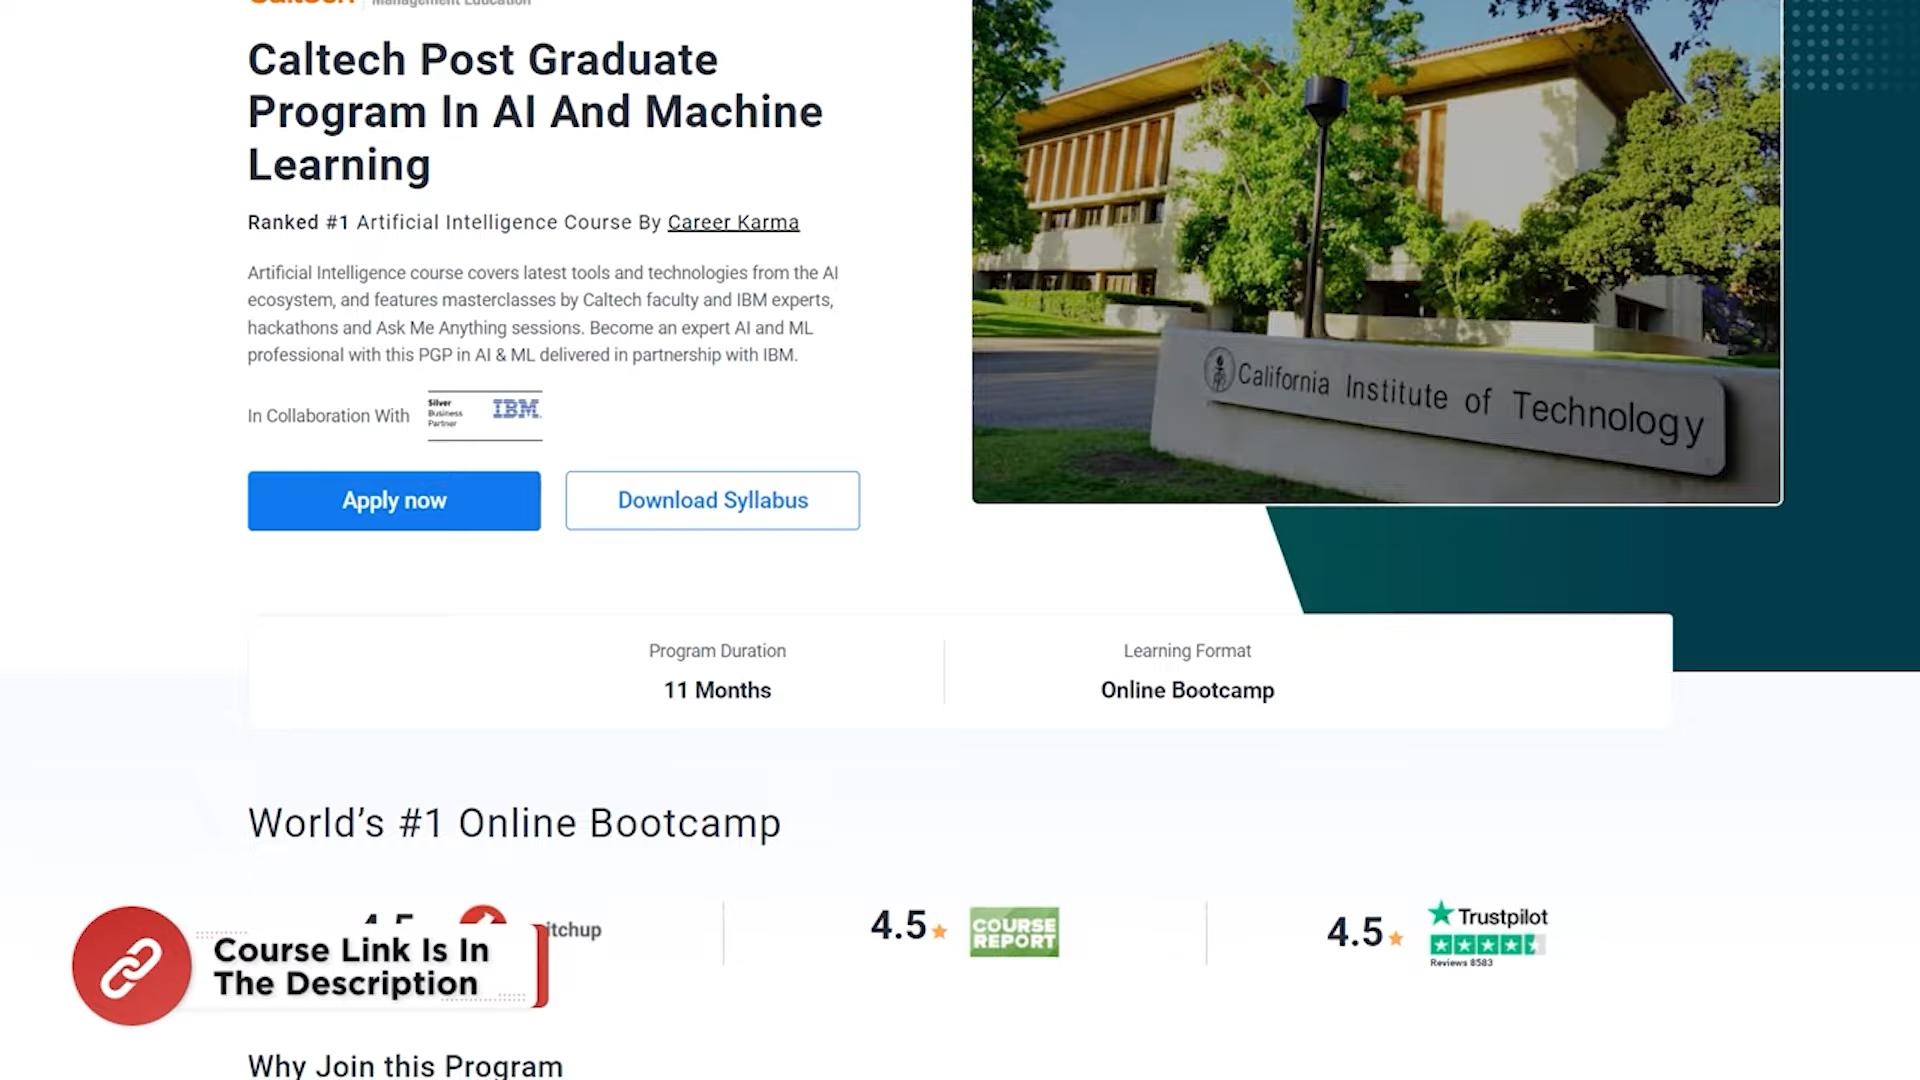 Management Education
Caltech Post Graduate
Program In AI And Machine
Learning
Ranked #1 Artificial Intelligence Course By Career Karma
Artificial Intelligence course covers latest tools and technologies from the AI
ecosystem, and features masterclasses by Caltech faculty and IBM experts,
hackathons and Ask Me Anything sessions. Become an expert AI and ML
professional with this PGP in AI & ML delivered in partnership with IBM.
In Collaboration With
Silver
Business
Partner
IBM
Apply now
Download Syllabus
California Institute of Technology
Program Duration
11 Months
Learning Format
Online Bootcamp
World's #1 Online Bootcamp
itchup
4.5
COURSE
REPORT
4.5
Trustpilot
Reviews 8583
Course Link Is In
The Description
Why Join this Program